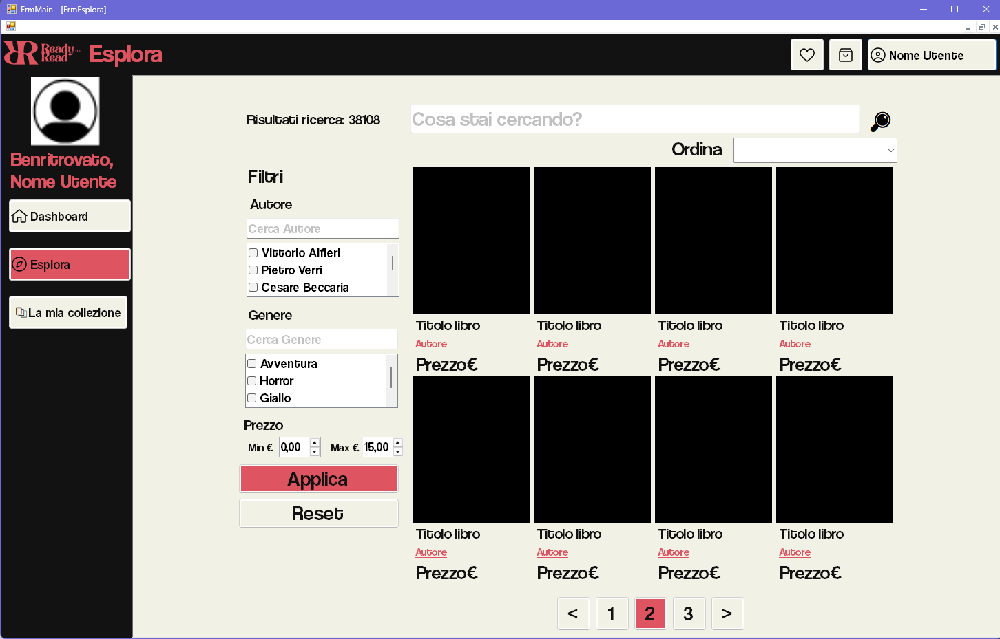 FrmMain - [FrmEsplora]
Ready to Read
Esplora
Nome Utente
Benritrovato,
Nome Utente
Dashboard
Esplora
La mia collezione
Risultati ricerca: 38108
Cosa stai cercando?
Ordina
Filtri
Autore
Cerca Autore
Vittorio Alfieri
Pietro Verri
Cesare Beccaria
Genere
Cerca Genere
Avventura
Horror
Giallo
Prezzo
Min € 0,00 Max € 15,00
Applica
Reset
Titolo libro Titolo libro Titolo libro Titolo libro
Autore Autore Autore Autore
Prezzo€ Prezzo€ Prezzo€ Prezzo€
Titolo libro Titolo libro Titolo libro Titolo libro
Autore Autore Autore Autore
Prezzo€ Prezzo€ Prezzo€ Prezzo€
< 1 2 3 >